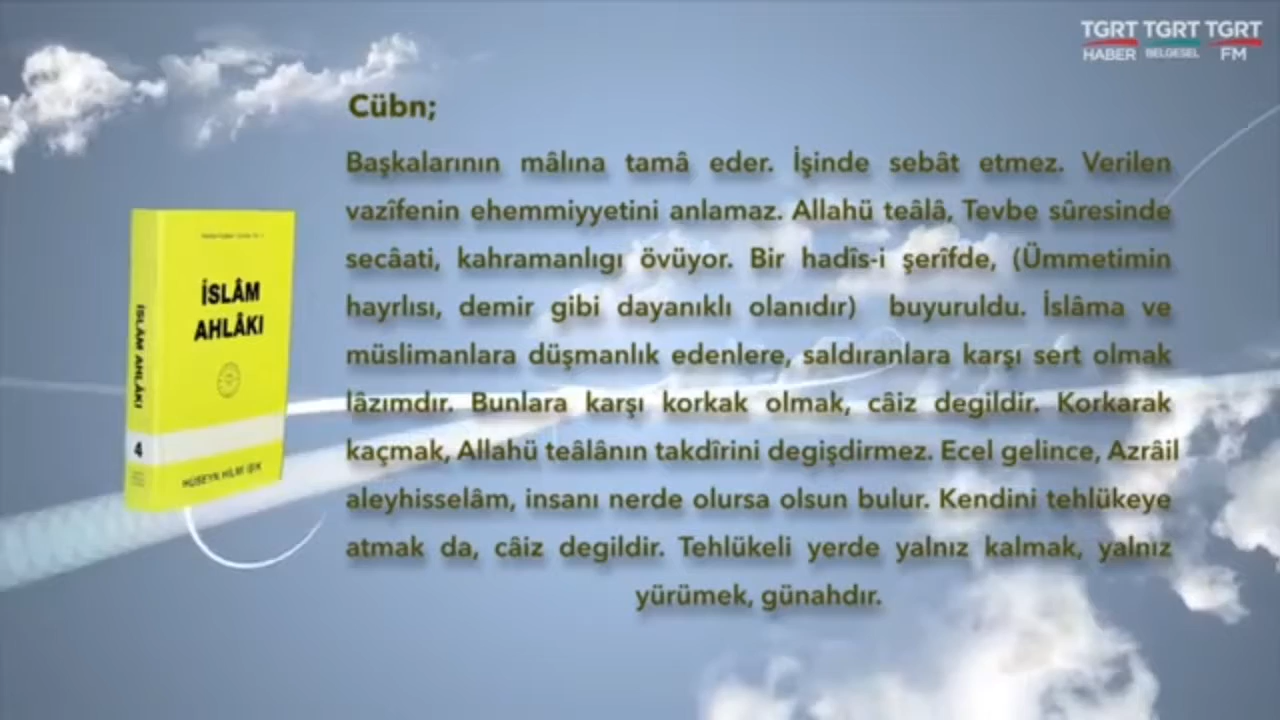 TGRT TGRT TGRT
HABER BELGESEL FM
Cübn;
Başkalarının mâlına tamâ eder. İşinde sebât etmez. Verilen
vazîfenin ehemmiyyetini anlamaz. Allahü teâlâ, Tevbe sûresinde
secâati, kahramanlıgı övüyor. Bir hadîs-i şerîfde, (Ümmetimin
hayrlısı, demir gibi dayanıklı olanıdır) buyuruldu. İslâma ve
müslimanlara düşmanlık edenlere, saldıranlara karşı sert olmak
lâzımdır. Bunlara karşı korkak olmak, câiz degildir. Korkarak
kaçmak, Allahü teâlânın takdîrini degişdirmez. Ecel gelince, Azrâil
aleyhisselâm, insanı nerde olursa olsun bulur. Kendini tehlükeye
atmak da, câiz degildir. Tehlükeli yerde yalnız kalmak, yalnız
yürümek, günahdır.
İSLÂM
AHLÂKI
HÜSEYN HİLMİ IŞIK
İSLÂM AHLÂKI
4